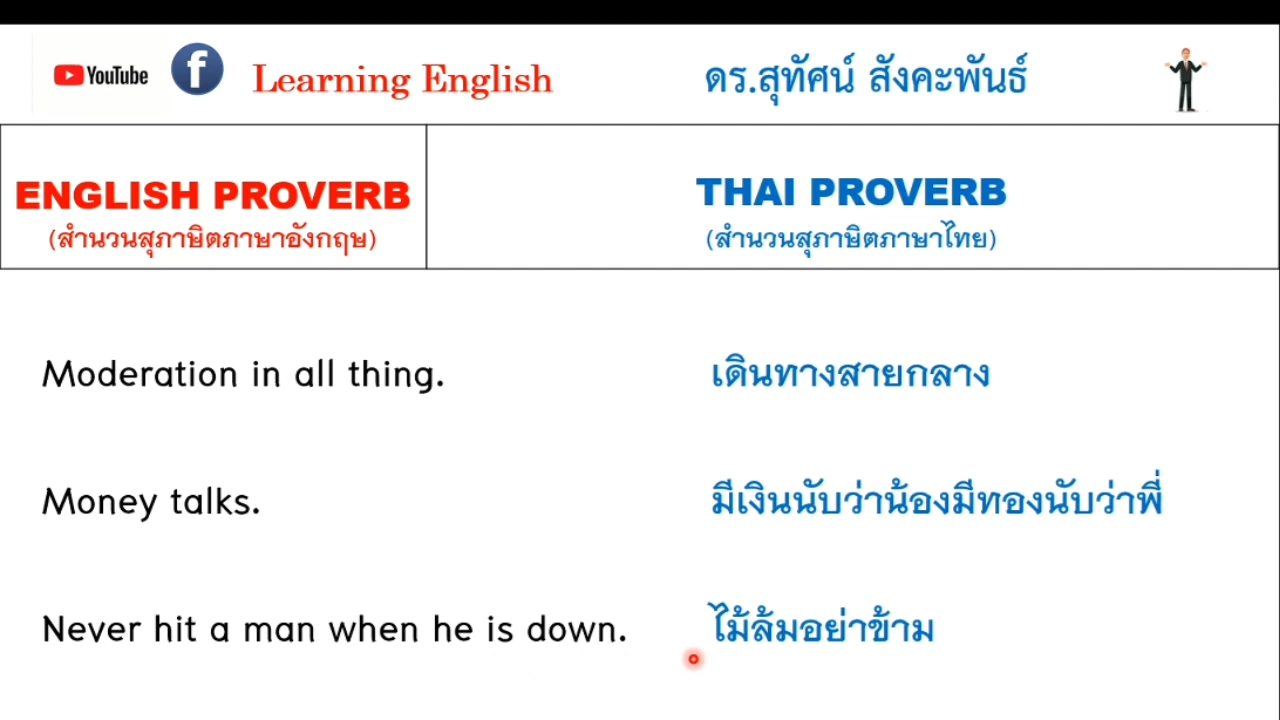 YouTube f Learning English ดร.สุทัศน์ สังคะพันธ์
ENGLISH PROVERB
(สำนวนสุภาษิตภาษาอังกฤษ)
THAI PROVERB
(สำนวนสุภาษิตภาษาไทย)
Moderation in all thing. เดินทางสายกลาง
Money talks. มีเงินนับว่าน้องมีทองนับว่าพี่
Never hit a man when he is down. ไม้ล้มอย่าข้าม